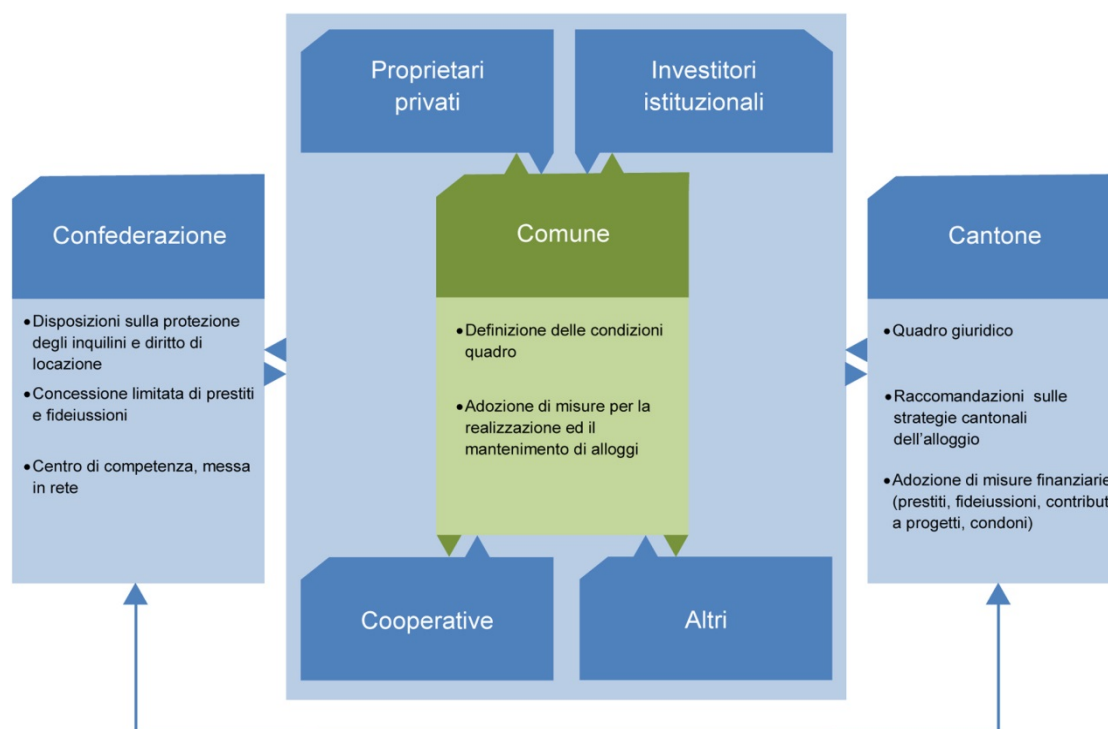 Proprietari
privati
Investitori
istituzionali
Confederazione
• Disposizioni sulla protezione
degli inquilini e diritto di
locazione
• Concessione limitata di prestiti
e fideiussioni
• Centro di competenza, messa
in rete
Comune
• Definizione delle condizioni
quadro
• Adozione di misure per la
realizzazione ed il
mantenimento di alloggi
Cantone
• Quadro giuridico
• Raccomandazioni sulle
strategie cantonali
dell'alloggio
• Adozione di misure finanziarie
(prestiti, fideiussioni, contribut
a progetti, condoni)
Cooperative
Altri